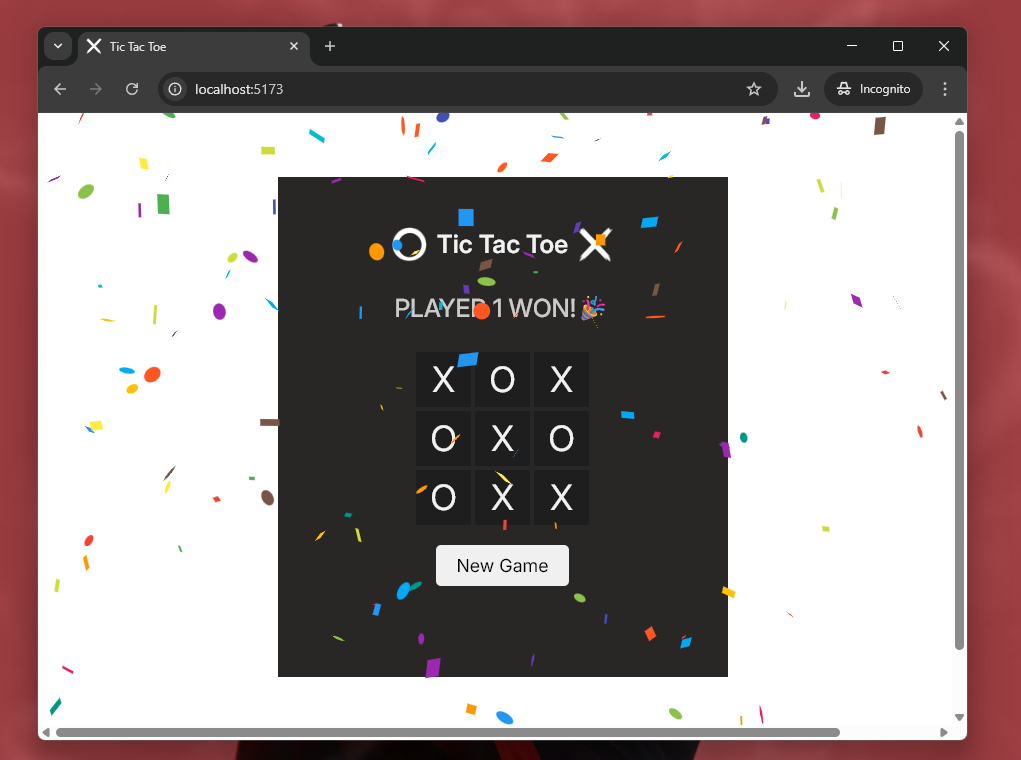 Tic Tac Toe
localhost:5173
Incognito
Tic Tac Toe
PLAYER 1 WON! 🎉
X O X
O X O
O X X
New Game